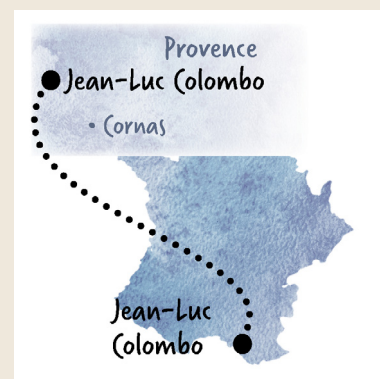 Provence
Jean-Luc Colombo
• Cornas
Jean-Luc
Colombo